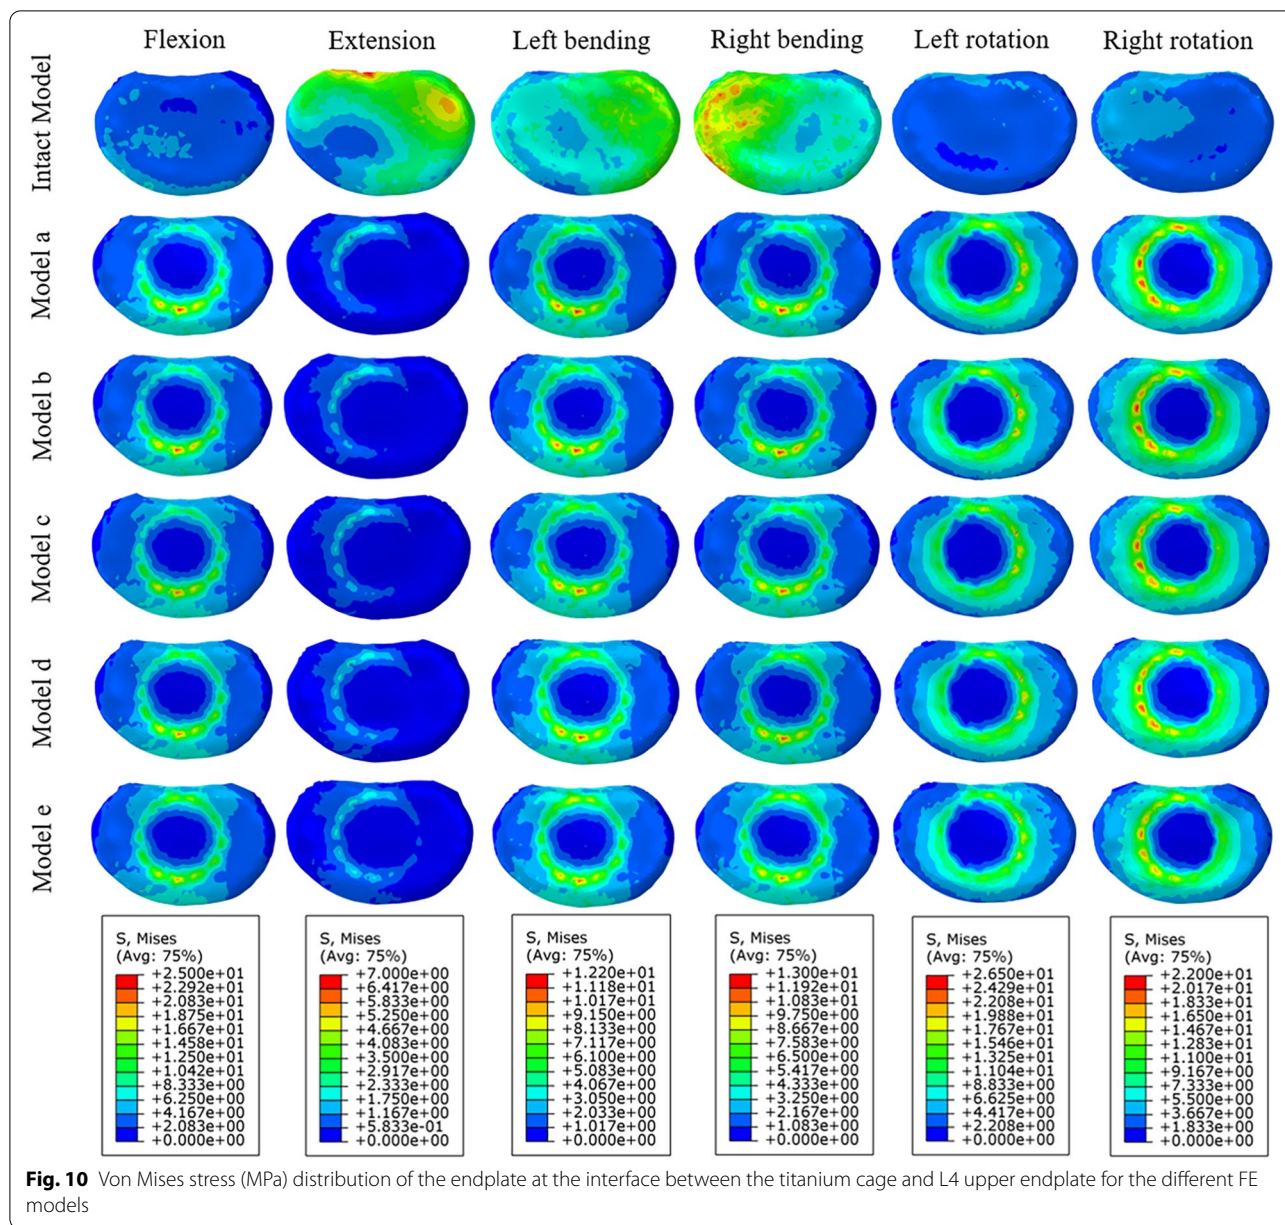 Flexion Extension Left bending Right bending Left rotation Right rotation
Intact Model
Model a
Model b
Model c
Model d
Model e
S, Mises
(Avg: 75%)
+2.500e+01
+2.292e+01
+2.083e+01
+1.875e+01
+1.667e+01
+1.458e+01
+1.250e+01
+1.042e+01
+8.333e+00
+6.250e+00
+4.167e+00
+2.083e+00
+0.000e+00
S, Mises
(Avg: 75%)
+7.000e+00
+6.417e+00
+5.833e+00
+5.250e+00
+4.667e+00
+4.083e+00
+3.500e+00
+2.917e+00
+2.333e+00
+1.750e+00
+1.167e+00
+5.833e-01
+0.000e+00
S, Mises
(Avg: 75%)
+1.220e+01
+1.118e+01
+1.017e+01
+9.150e+00
+8.133e+00
+7.117e+00
+6.100e+00
+5.083e+00
+4.067e+00
+3.050e+00
+2.033e+00
+1.017e+00
+0.000e+00
S, Mises
(Avg: 75%)
+1.300e+01
+1.192e+01
+1.083e+01
+9.750e+00
+8.667e+00
+7.583e+00
+6.500e+00
+5.417e+00
+4.333e+00
+3.250e+00
+2.167e+00
+1.083e+00
+0.000e+00
S, Mises
(Avg: 75%)
+2.650e+01
+2.429e+01
+2.208e+01
+1.988e+01
+1.767e+01
+1.546e+01
+1.325e+01
+1.104e+01
+8.833e+00
+6.625e+00
+4.417e+00
+2.208e+00
+0.000e+00
S, Mises
(Avg: 75%)
+2.200e+01
+2.017e+01
+1.833e+01
+1.650e+01
+1.467e+01
+1.283e+01
+1.100e+01
+9.167e+00
+7.333e+00
+5.500e+00
+3.667e+00
+1.833e+00
+0.000e+00
Fig. 10 Von Mises stress (MPa) distribution of the endplate at the interface between the titanium cage and L4 upper endplate for the different FE
models